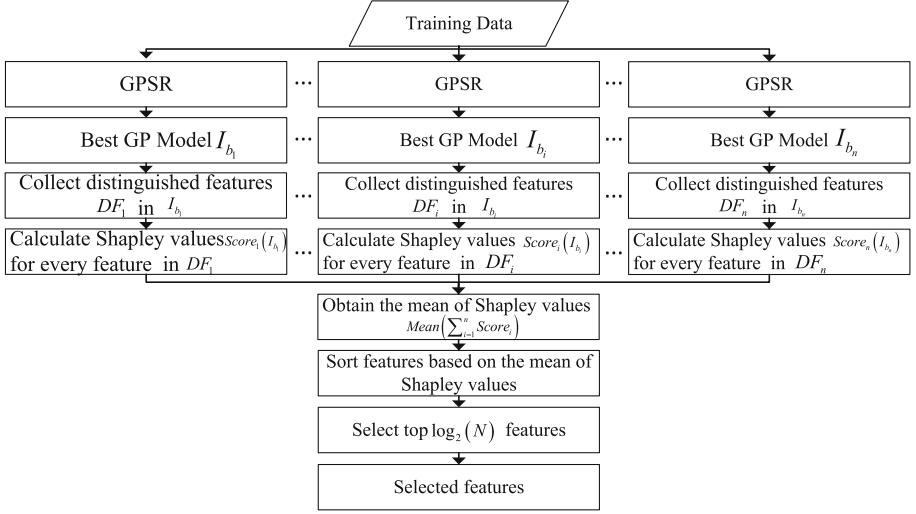 Training Data
GPSR ... GPSR ... GPSR
Best GP Model I_{b_1} ... Best GP Model I_{b_i} ... Best GP Model I_{b_n}
Collect distinguished features ... Collect distinguished features ... Collect distinguished features
DF_1 in I_{b_1} DF_i in I_{b_i} DF_n in I_{b_n}
Calculate Shapley values Score_1(I_{b_1}) Calculate Shapley values Score_i(I_{b_i}) Calculate Shapley values Score_n(I_{b_n})
for every feature in DF_1 ... for every feature in DF_i ... for every feature in DF_n
Obtain the mean of Shapley values
Mean(∑_{i=1}^{n} Score_i)
Sort features based on the mean of
Shapley values
Select top log_2(N) features
Selected features